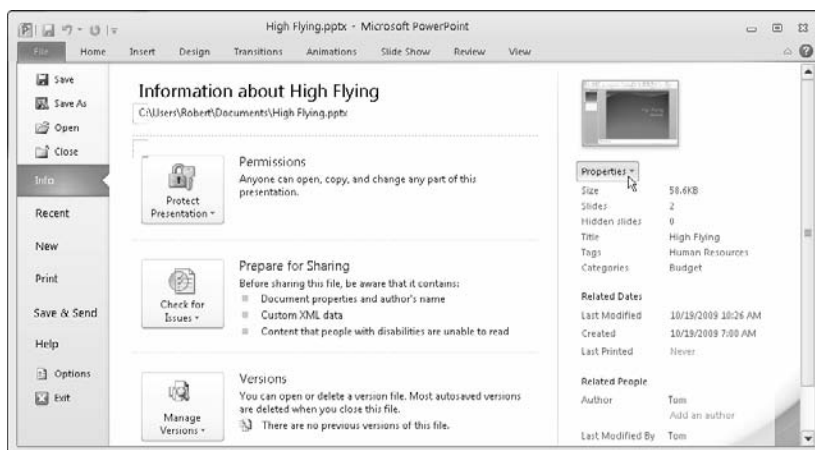 High Flying.pptx - Microsoft PowerPoint
File Home Insert Design Transitions Animations Slide Show Review View
Save
Save As
Open
Close
Info
Recent
New
Print
Save & Send
Help
Options
Exit
Information about High Flying
C:\Users\Robert\Documents\High Flying.pptx
Protect
Presentation
Permissions
Anyone can open, copy, and change any part of this
presentation.
Check for
Issues
Prepare for Sharing
Before sharing this file, be aware that it contains:
Document properties and author's name
Custom XML data
Content that people with disabilities are unable to read
Manage
Versions
Versions
You can open or delete a version file. Most autosaved versions
are deleted when you close this file.
There are no previous versions of this file.
Properties
Size 50.6KB
Slides 2
Hidden slides 0
Title High Flying
Tags Human Resources
Categories Budget
Related Dates
Last Modified 10/19/2009 10:26 AM
Created 10/19/2009 7:00 AM
Last Printed Never
Related People
Author Tom
Add an author
Last Modified By Tom